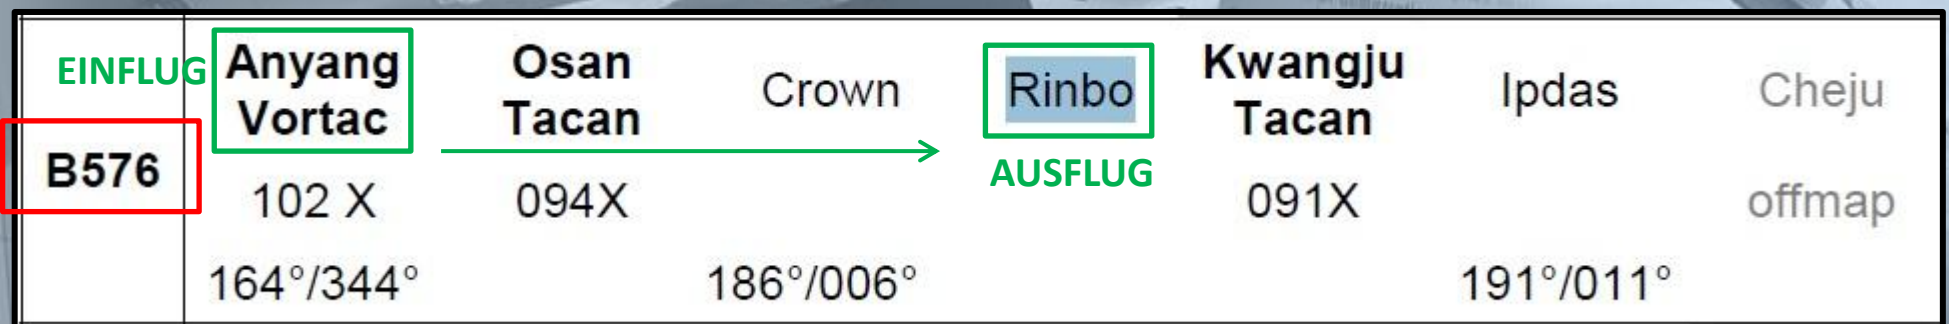 EINFLUG
B576
Anyang Vortac
Osan Tacan
Crown
Rinbo
Kwangju Tacan
Ipdas
Cheju
AUSFLUG
102 X
094X
091X
offmap
164°/344°
186°/006°
191°/011°